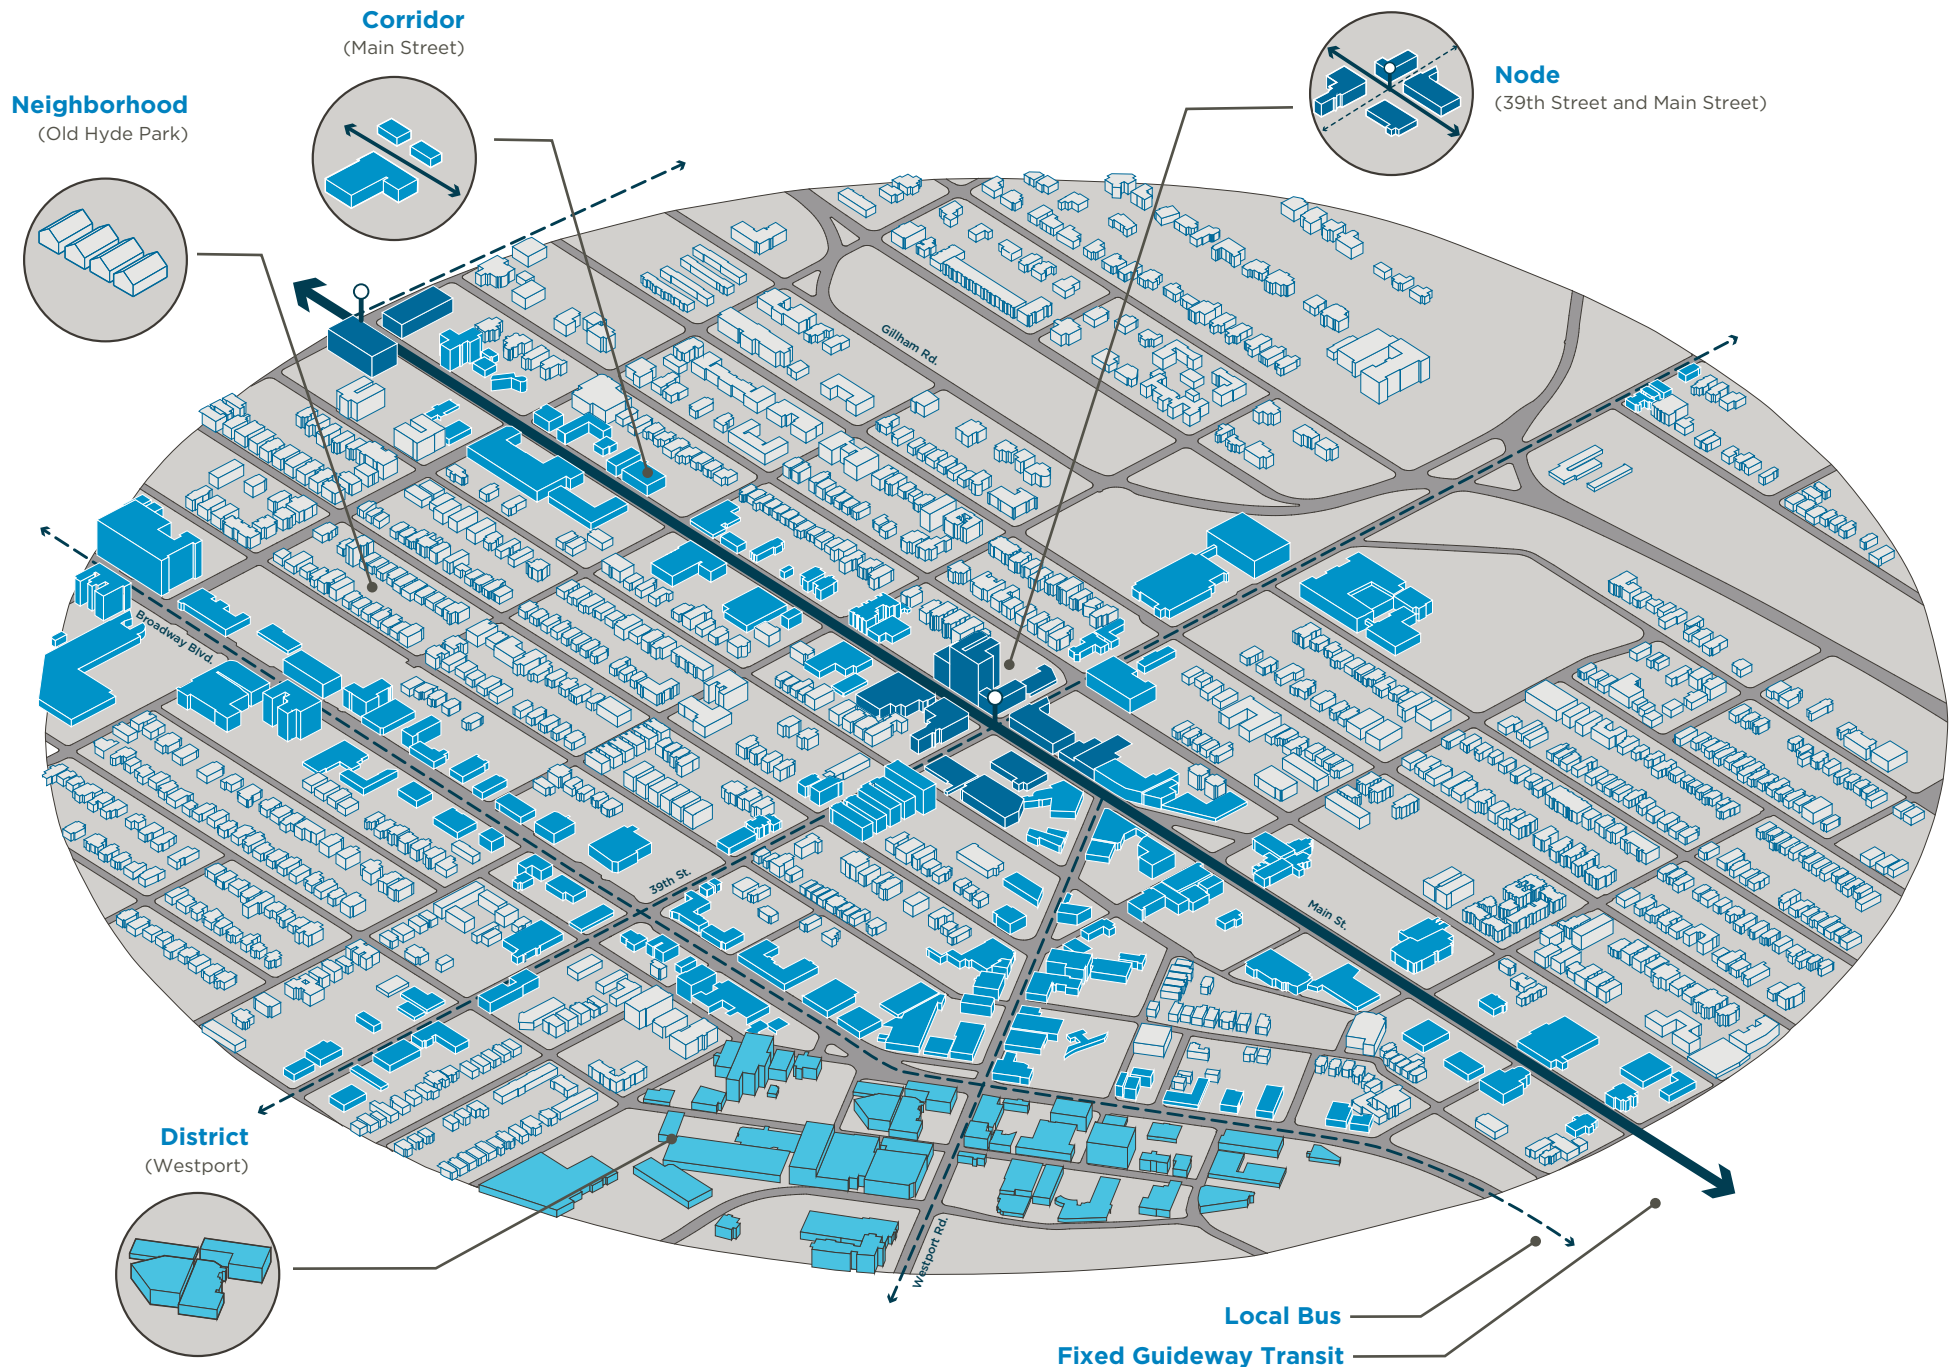 Corridor
(Main Street)
Neighborhood
(Old Hyde Park)
Node
(39th Street and Main Street)
Gillham Rd.
Broadway Blvd.
39th St.
Main St.
Westport Rd.
District
(Westport)
Local Bus
Fixed Guideway Transit